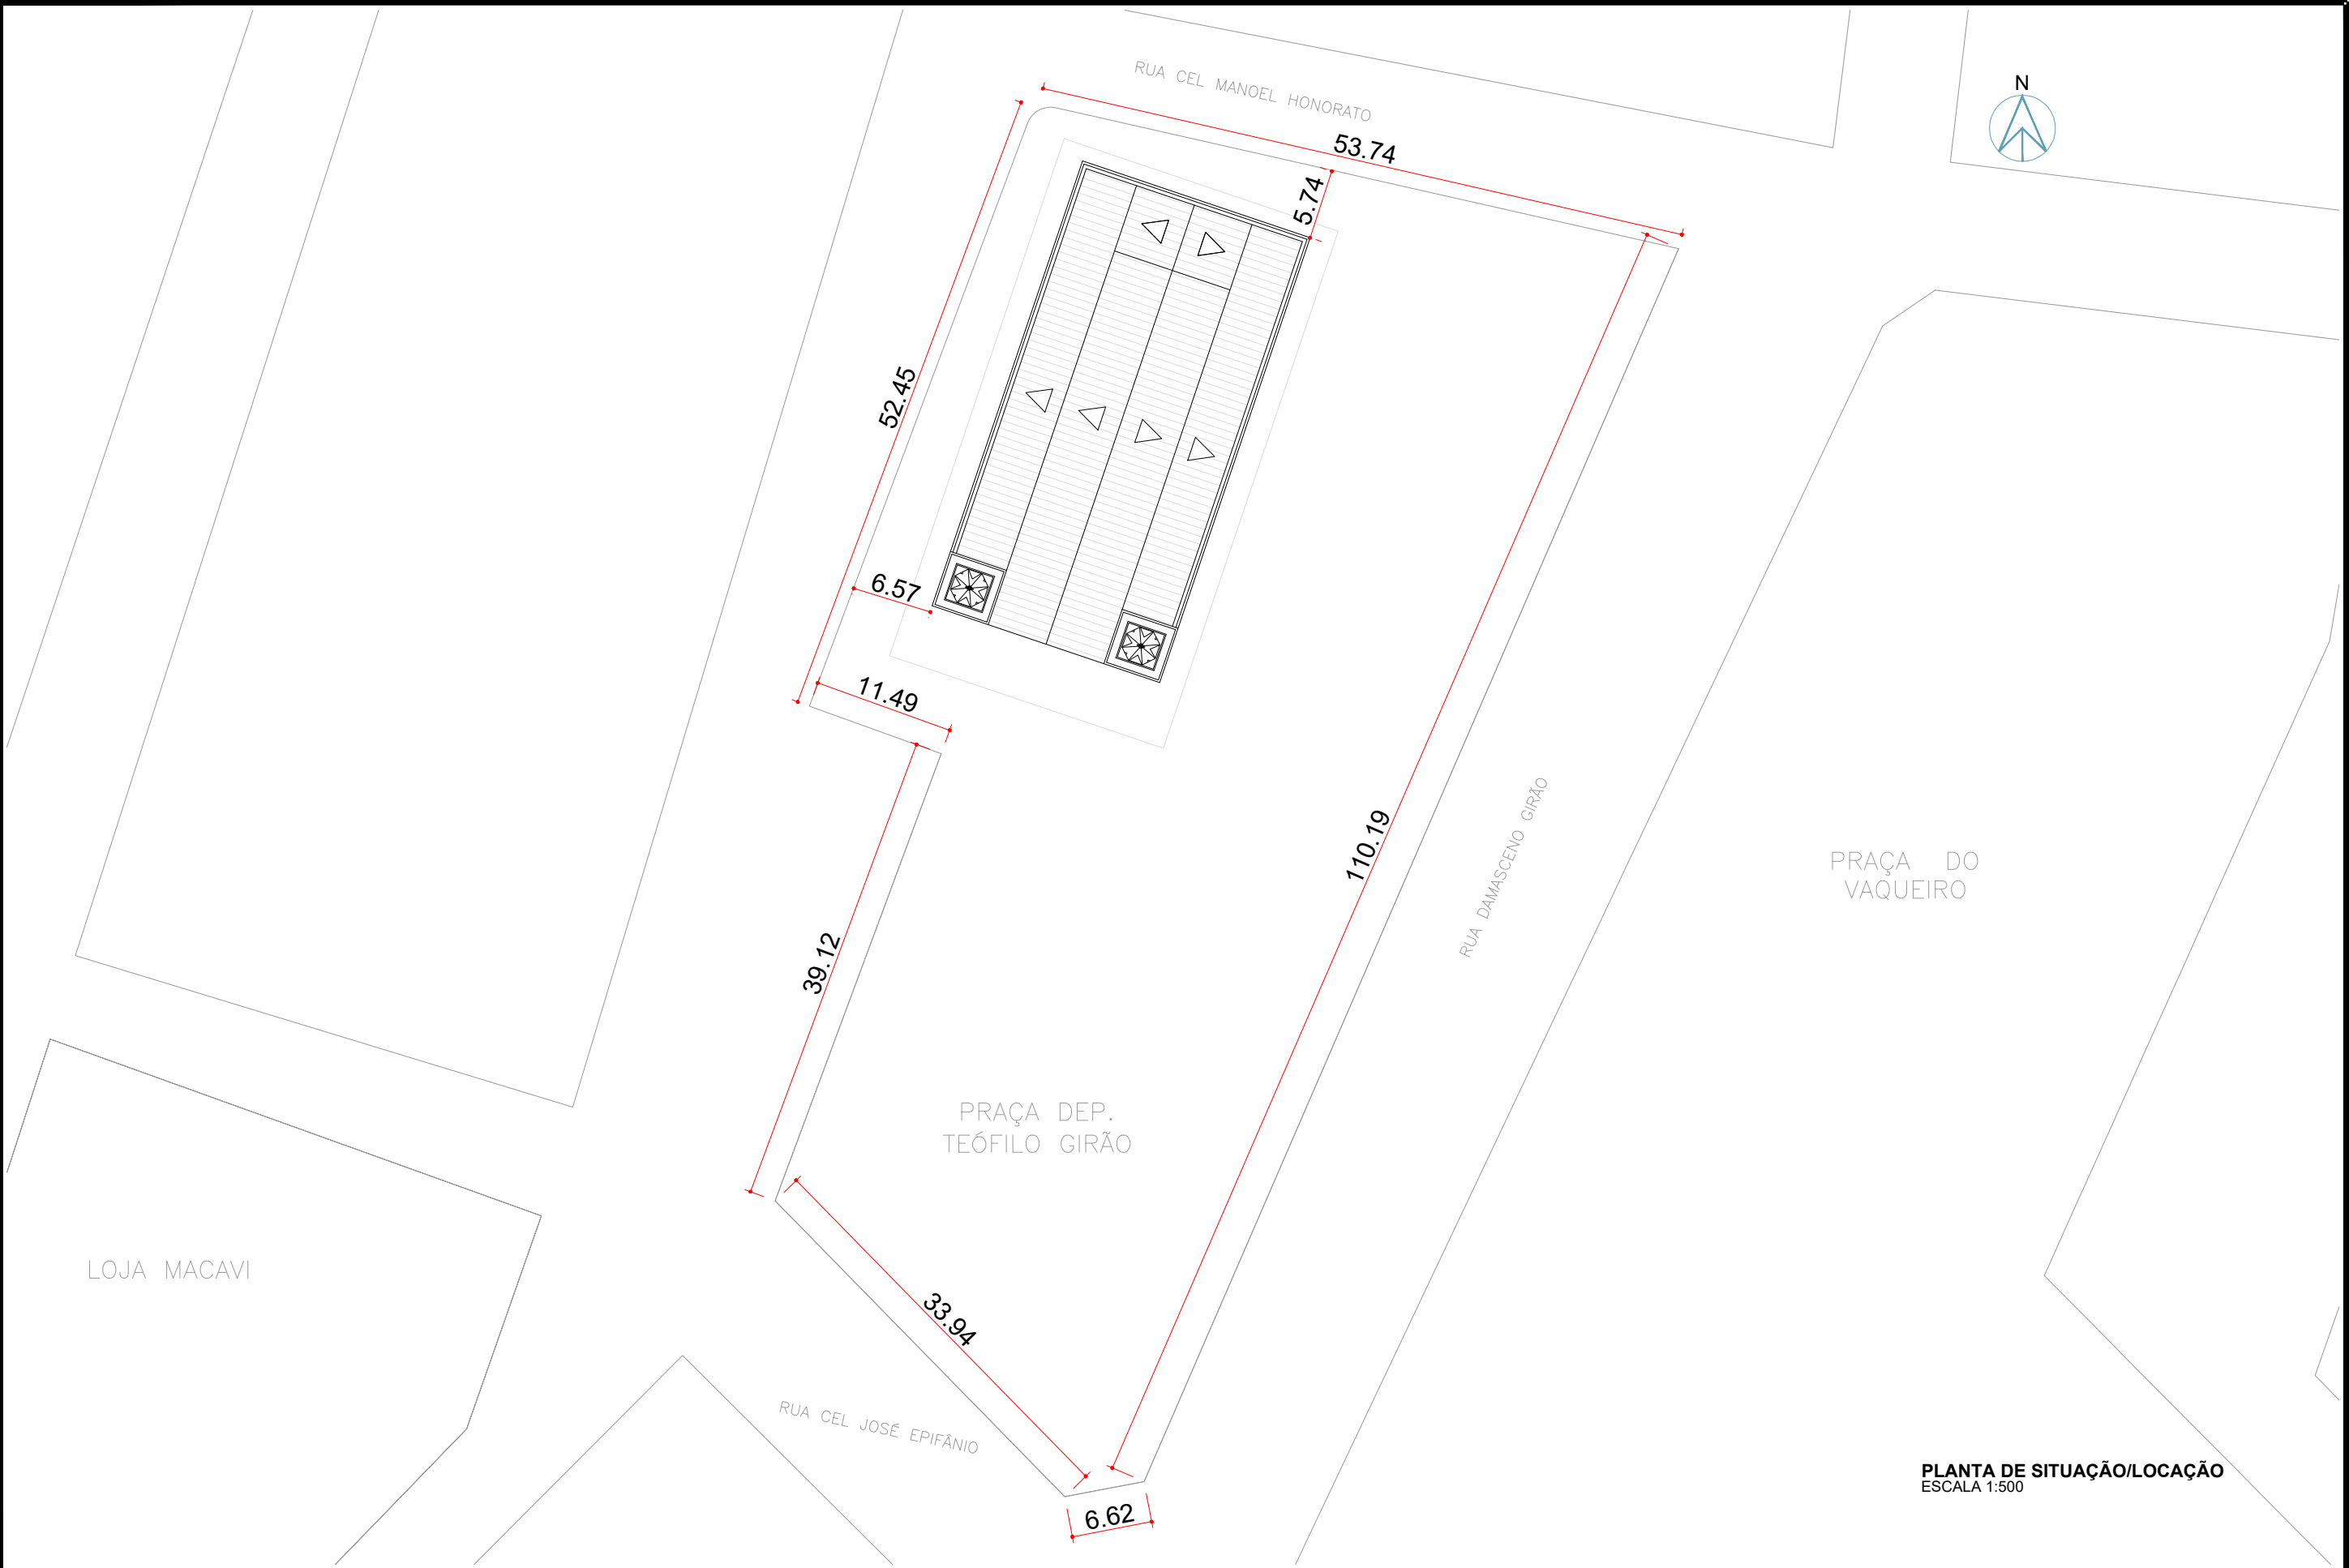 RUA CEL MANOEL HONORATO
N
53.74
5.74
52.45
6.57
11.49
110.19
RUA DAMASCENO GIRÃO
PRAÇA DO
VAQUEIRO
39.12
PRAÇA DEP.
TEÓFILO GIRÃO
LOJA MACAVI
33.94
RUA CEL JOSÉ EPIFÂNIO
6.62
PLANTA DE SITUAÇÃO/LOCAÇÃO
ESCALA 1:500